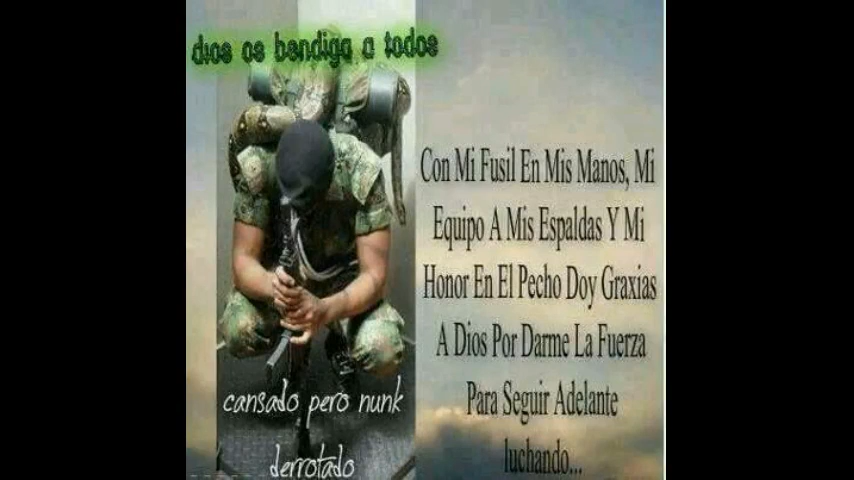 dios os bendiga a todos
Con Mi Fusil En Mis Manos, Mi
Equipo A Mis Espaldas Y Mi
Honor En El Pecho Doy Graxias
A Dios Por Darme La Fuerza
Para Seguir Adelante
luchando...
cansado pero nunk
derrotado